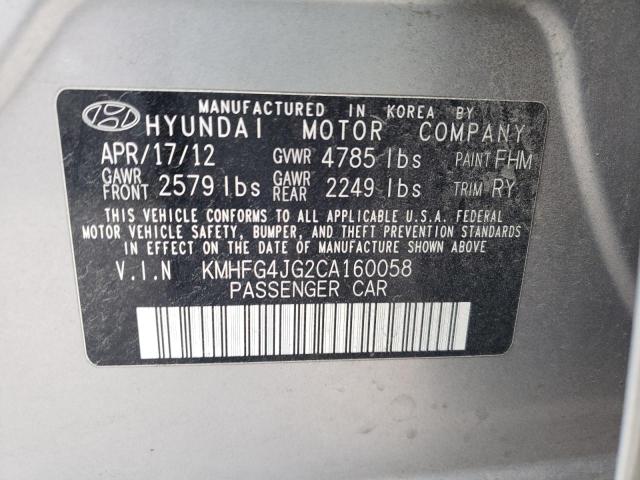 MANUFACTURED IN KOREA BY
HYUNDAI MOTOR COMPANY
APR/17/12 GVWR 4785 lbs PAINT FHM
GAWR FRONT 2579 lbs GAWR REAR 2249 lbs TRIM RY
THIS VEHICLE CONFORMS TO ALL APPLICABLE U.S.A. FEDERAL
MOTOR VEHICLE SAFETY, BUMPER, AND THEFT PREVENTION STANDARDS
IN EFFECT ON THE DATE OF MANUFACTURE SHOWN ABOVE
V.I.N KMHFG4JG2CA160058
PASSENGER CAR